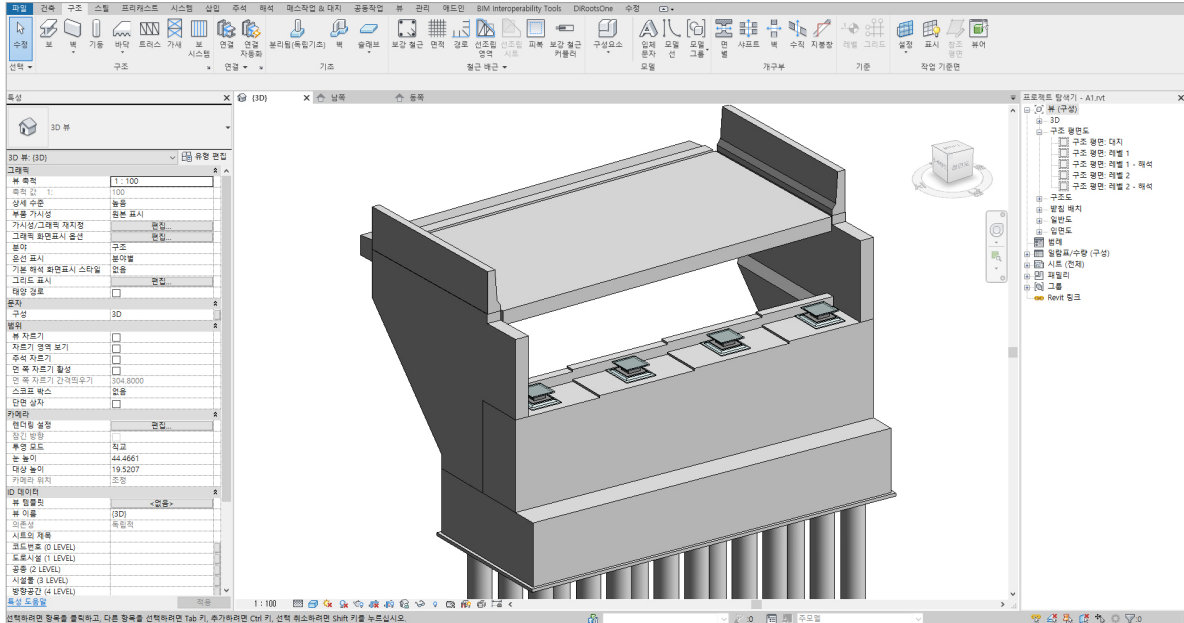 파일 건축 구조 스틸 프리캐스트 시스템 삽입 주석 해석 매스작업 & 대지 공동작업 뷰 관리 애드인 BIM Interoperability Tools DiRootsOne 수정
수정 보 벽 기둥 바닥 트러스 가새 보 시스템 연결 연결 자동화 분리됨(독립기초) 벽 슬래브 보강 철근 면적 경로 선조립 영역 선조립 시트 피복 보강 철근 커플러 구성요소 입체 문자 모델 선 모델 그룹 면 별 샤프트 벽 수직 지붕창 레벨 그리드 설정 표시 참조 평면 뷰어
선택 구조 연결 기초 철근 배근 모델 개구부 기준 작업 기준면
특성
{3D} 남쪽 동쪽
프로젝트 탐색기 - A1.rvt
3D 뷰
3D 뷰: {3D} 유형 편집
그래픽
뷰 축척 1 : 100
축척 값 1: 100
상세 수준 높음
부품 가시성 원본 표시
가시성/그래픽 재지정 편집...
그래픽 화면표시 옵션 편집...
분야 구조
은선 표시 분야별
기본 해석 화면표시 스타일 없음
그리드 표시 편집...
태양 경로
문자
구성 3D
범위
뷰 자르기
자르기 영역 보기
주석 자르기
먼 쪽 자르기 활성
먼 쪽 자르기 간격띄우기 304.8000
스코프 박스 없음
단면 상자
카메라
렌더링 설정 편집...
잠긴 방향
투영 모드 직교
눈 높이 44.4661
대상 높이 19.5207
카메라 위치 조정
ID 데이터
뷰 템플릿 <없음>
뷰 이름 {3D}
의존성 독립적
시트의 제목
코드번호 (0 LEVEL)
도로시설 (1 LEVEL)
공종 (2 LEVEL)
시설물 (3 LEVEL)
방향공간 (4 LEVEL)
특성 도움말 적용
뷰 (구성)
3D
구조 평면도
구조 평면: 대지
구조 평면: 레벨 1
구조 평면: 레벨 1 - 해석
구조 평면: 레벨 2
구조 평면: 레벨 2 - 해석
구조도
받침 배치
일반도
입면도
범례
일람표/수량 (구성)
시트 (전체)
패밀리
그룹
Revit 링크
1 : 100
선택하려면 항목을 클릭하고, 다른 항목을 선택하려면 Tab 키, 추가하려면 Ctrl 키, 선택 취소하려면 Shift 키를 누르십시오.
:0 주모델 :0